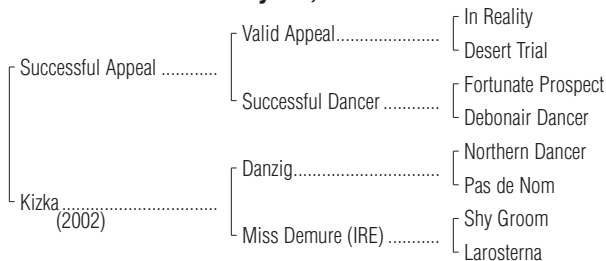 In Reality
Valid Appeal
Desert Trial
Successful Appeal
Fortunate Prospect
Successful Dancer
Debonair Dancer
Northern Dancer
Danzig
Pas de Nom
Kizka
(2002)
Shy Groom
Miss Demure (IRE)
Larosterna